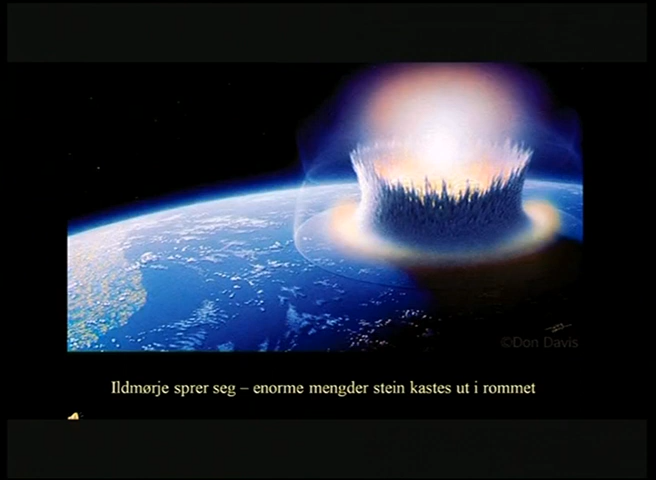 ©Don Davis
Ildmørje sprer seg – enorme mengder stein kastes ut i rommet